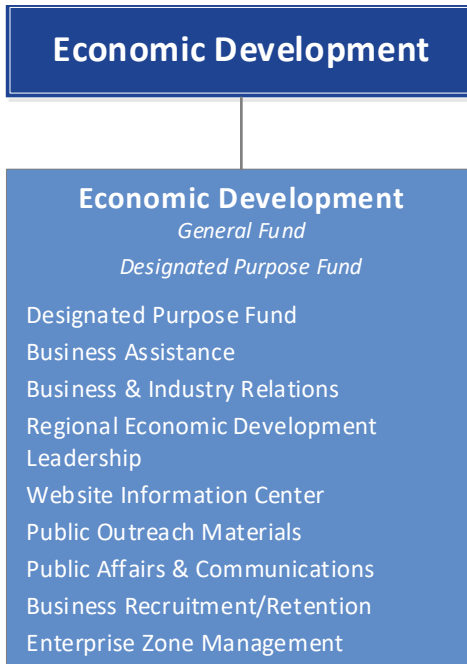 Economic Development
Economic Development
General Fund
Designated Purpose Fund
Designated Purpose Fund
Business Assistance
Business & Industry Relations
Regional Economic Development
Leadership
Website Information Center
Public Outreach Materials
Public Affairs & Communications
Business Recruitment/Retention
Enterprise Zone Management